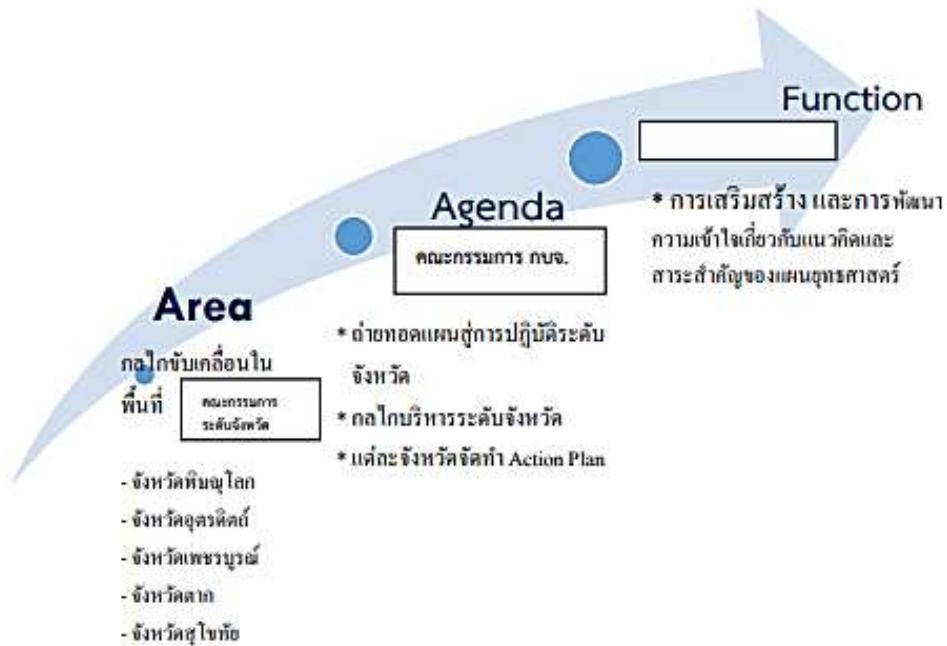 Function
* การเสริมสร้าง และการพัฒนา
ความเข้าใจเกี่ยวกับแนวคิดและ
สาระสำคัญของแผนยุทธศาสตร์
Agenda
คณะกรรมการ กบจ.
* ถ่ายทอดแผนสู่การปฏิบัติระดับ
จังหวัด
* กลไกบริหารระดับจังหวัด
* แต่ละจังหวัดจัดทำ Action Plan
Area
กลไกขับเคลื่อนใน
พื้นที่
คณะกรรมการ
ระดับจังหวัด
- จังหวัดพิษณุโลก
- จังหวัดอุตรดิตถ์
- จังหวัดเพชรบูรณ์
- จังหวัดตาก
- จังหวัดสุโขทัย